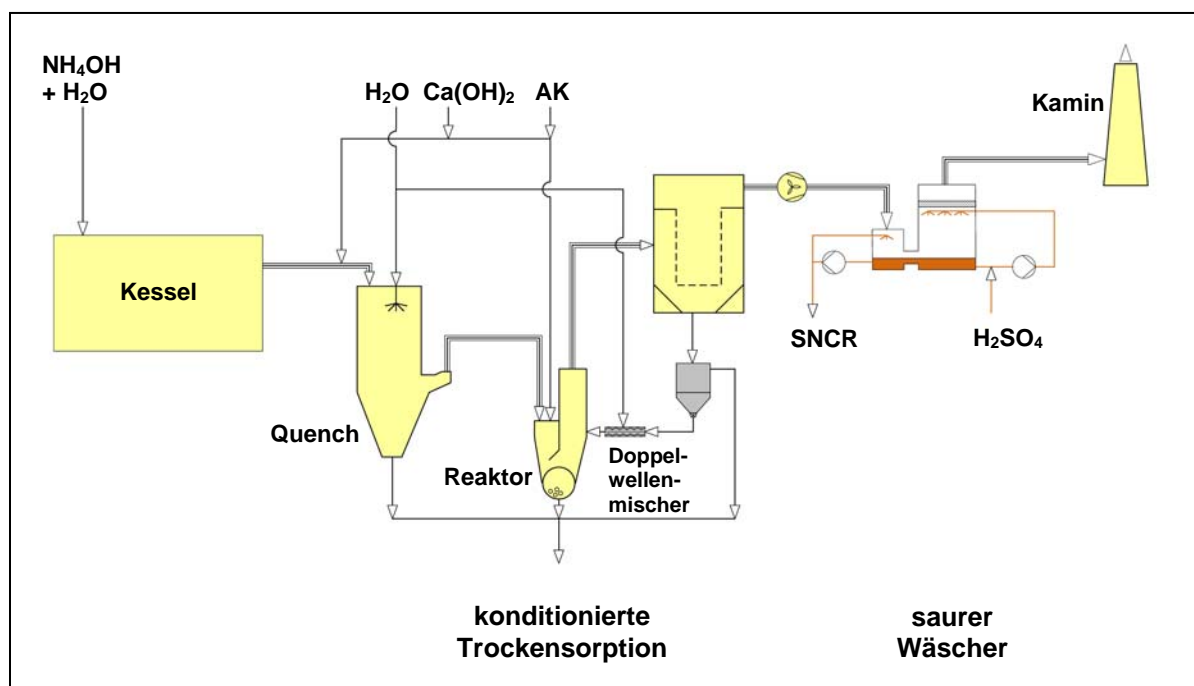 NH₄OH
+ H₂O
H₂O
Ca(OH)₂
AK
Kamin
Kessel
SNCR
H₂SO₄
Quench
Reaktor
Doppel-
wellen-
mischer
konditionierte
Trockensorption
saurer
Wäscher